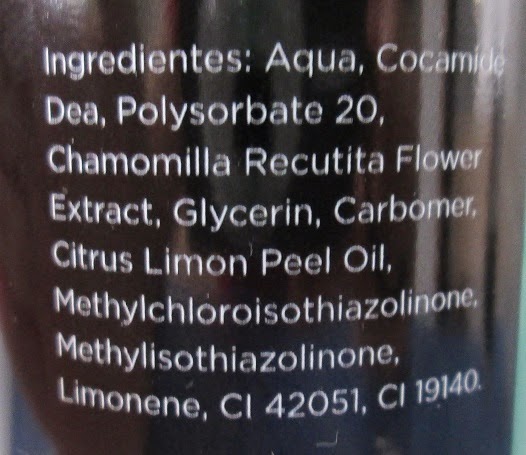 Ingredientes: Aqua, Cocamide
Dea, Polysorbate 20,
Chamomilla Recutita Flower
Extract, Glycerin, Carbomer,
Citrus Limon Peel Oil,
Methylchloroisothiazolinone,
Methylisothiazolinone,
Limonene, CI 42051, CI 19140.